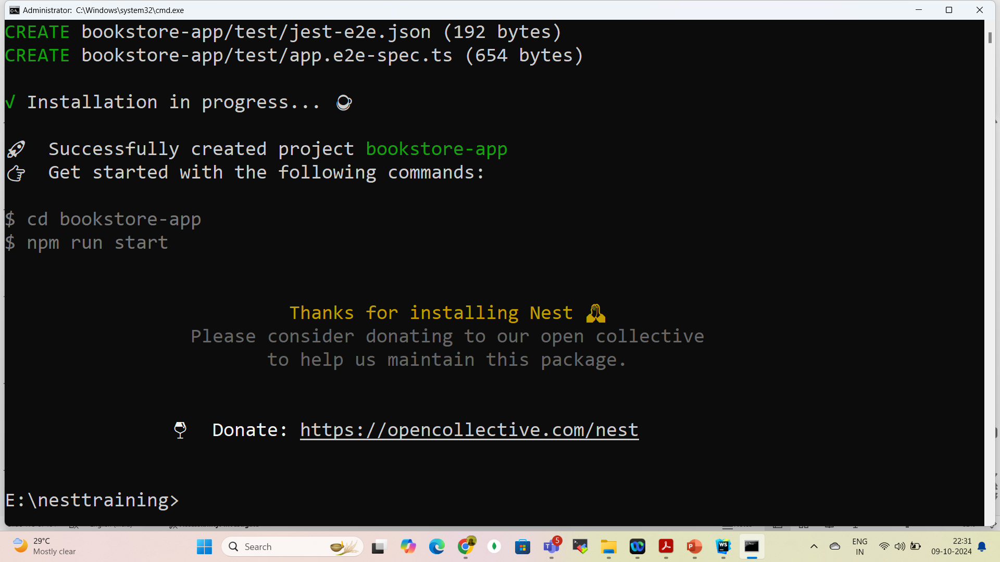 Administrator: C:\Windows\system32\cmd.exe
CREATE bookstore-app/test/jest-e2e.json (192 bytes)
CREATE bookstore-app/test/app.e2e-spec.ts (654 bytes)
√ Installation in progress... ☕
🚀 Successfully created project bookstore-app
👉 Get started with the following commands:
$ cd bookstore-app
$ npm run start
Thanks for installing Nest 🙏
Please consider donating to our open collective
to help us maintain this package.
🍷 Donate: https://opencollective.com/nest
E:\nesttraining>
29°C
Mostly clear
Search
5
ENG
IN
22:31
09-10-2024